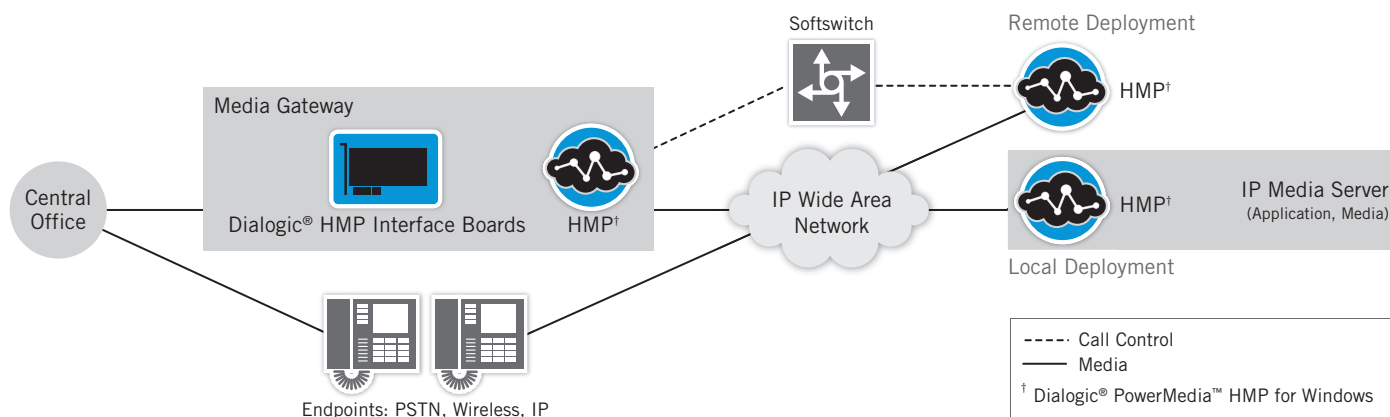 Softswitch
Remote Deployment
HMP†
Media Gateway
Central
Office
Dialogic® HMP Interface Boards
HMP†
IP Wide Area
Network
HMP†
IP Media Server
(Application, Media)
Local Deployment
Endpoints: PSTN, Wireless, IP
Call Control
Media
† Dialogic® PowerMedia™ HMP for Windows